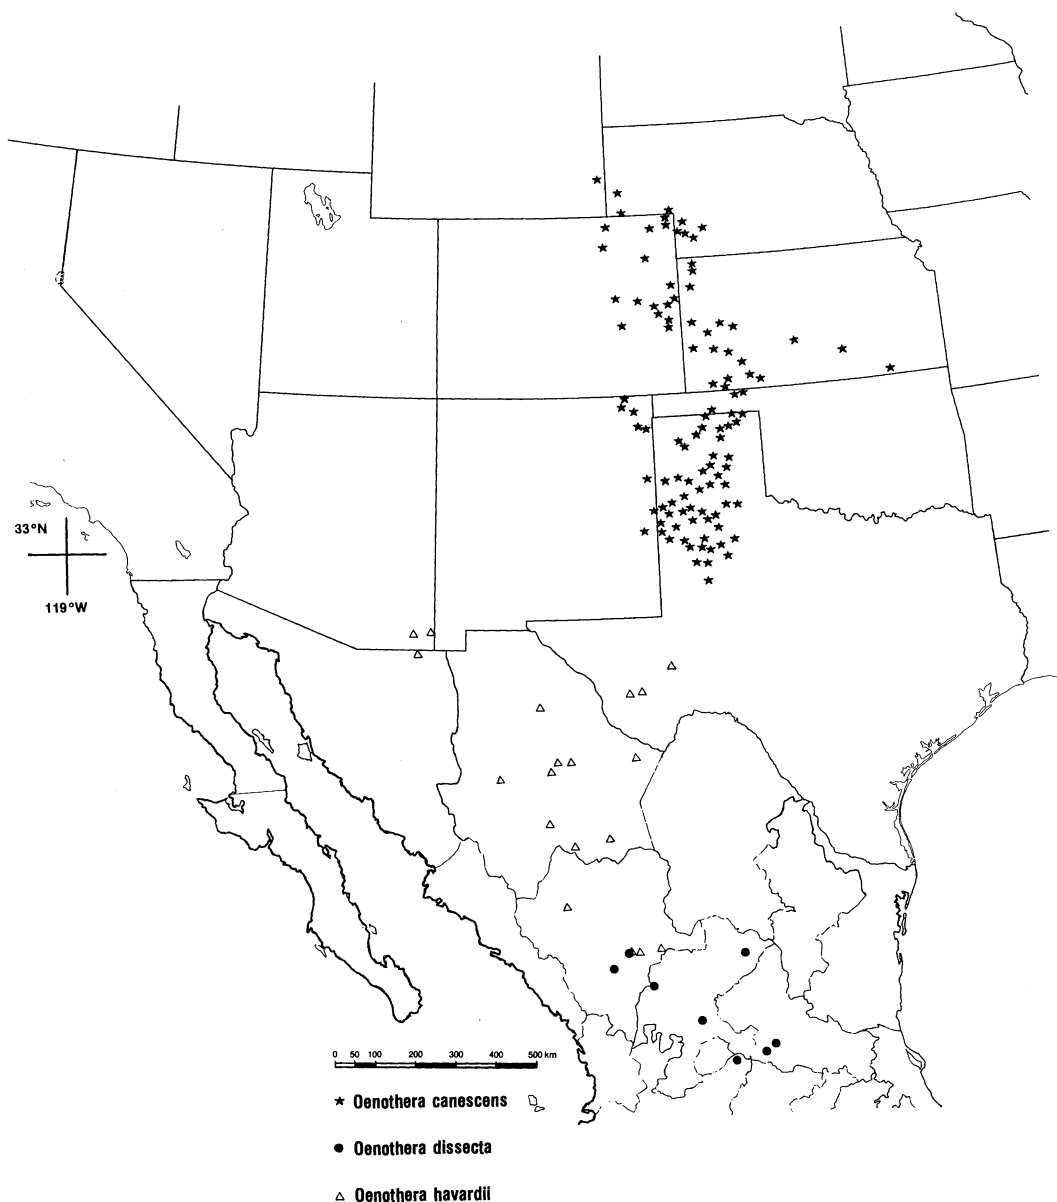 33°N
119°W
0 50 100 200 300 400 500 km
★ Oenothera canescens
● Oenothera dissecta
△ Oenothera havardii